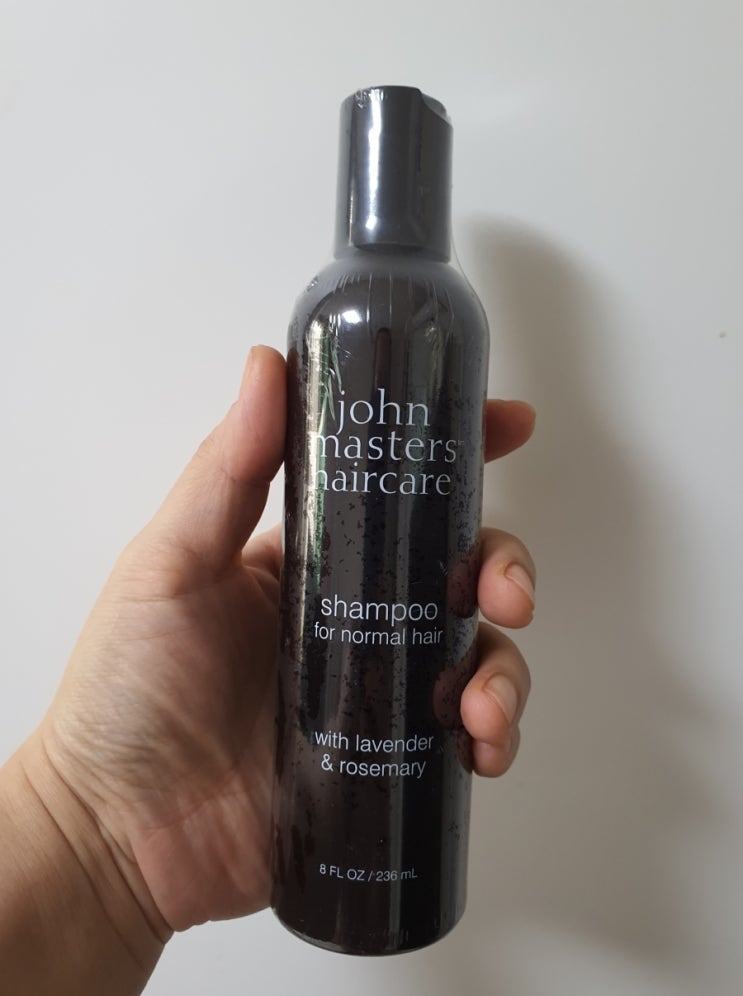 john
masters
haircare
shampoo
for normal hair
with lavender
& rosemary
8 FL OZ / 236 mL